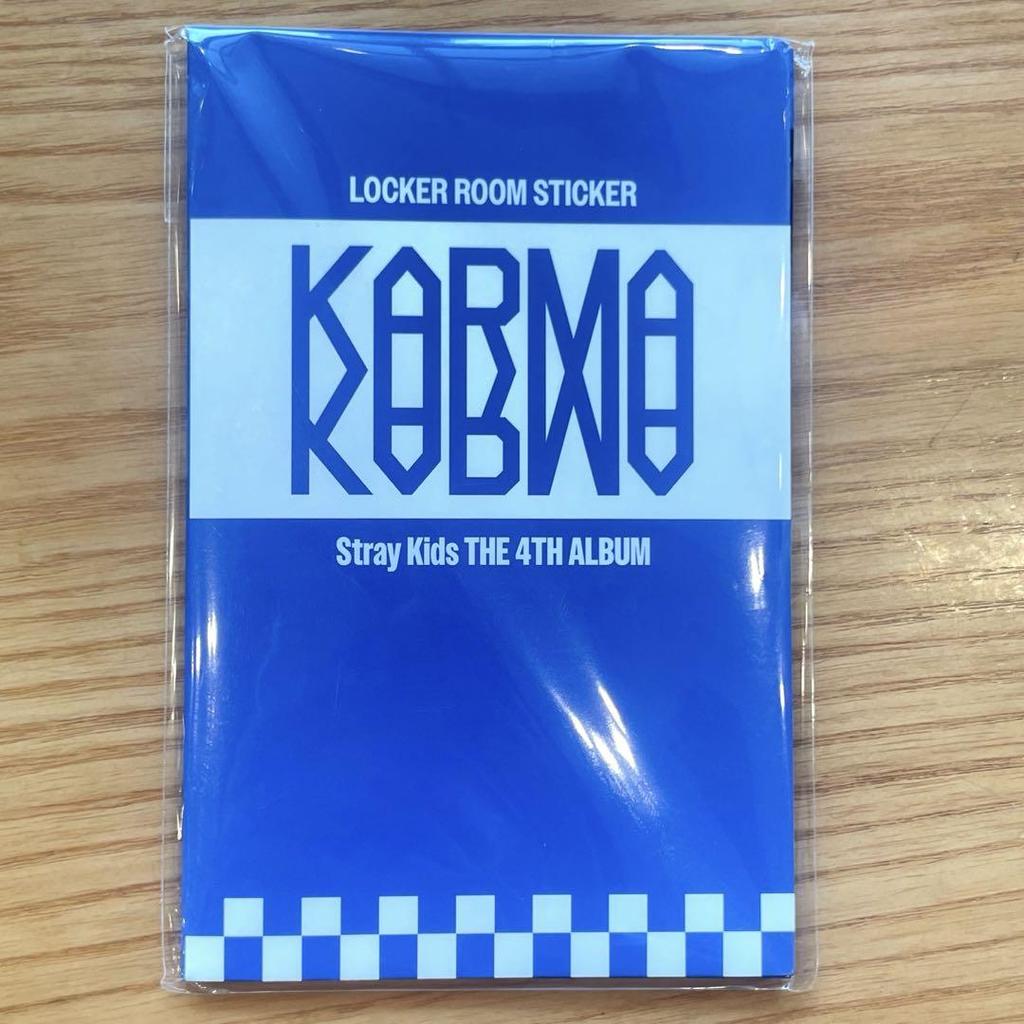 LOCKER ROOM STICKER
KARMA
Stray Kids THE 4TH ALBUM